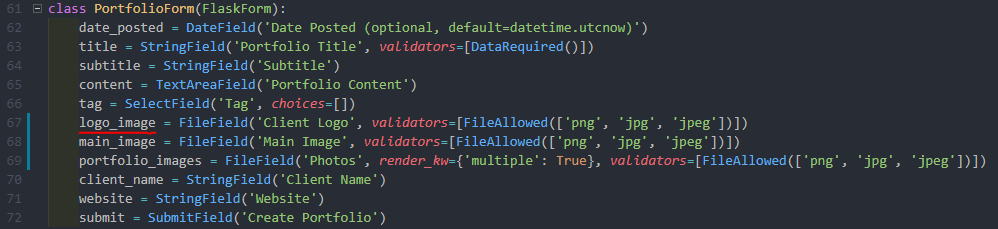 61 class PortfolioForm(FlaskForm):
62 date_posted = DateField('Date Posted (optional, default=datetime.utcnow)')
63 title = StringField('Portfolio Title', validators=[DataRequired()])
64 subtitle = StringField('Subtitle')
65 content = TextAreaField('Portfolio Content')
66 tag = SelectField('Tag', choices=[])
67 logo_image = FileField('Client Logo', validators=[FileAllowed(['png', 'jpg', 'jpeg'])])
68 main_image = FileField('Main Image', validators=[FileAllowed(['png', 'jpg', 'jpeg'])])
69 portfolio_images = FileField('Photos', render_kw={'multiple': True}, validators=[FileAllowed(['png', 'jpg', 'jpeg'])])
70 client_name = StringField('Client Name')
71 website = StringField('Website')
72 submit = SubmitField('Create Portfolio')